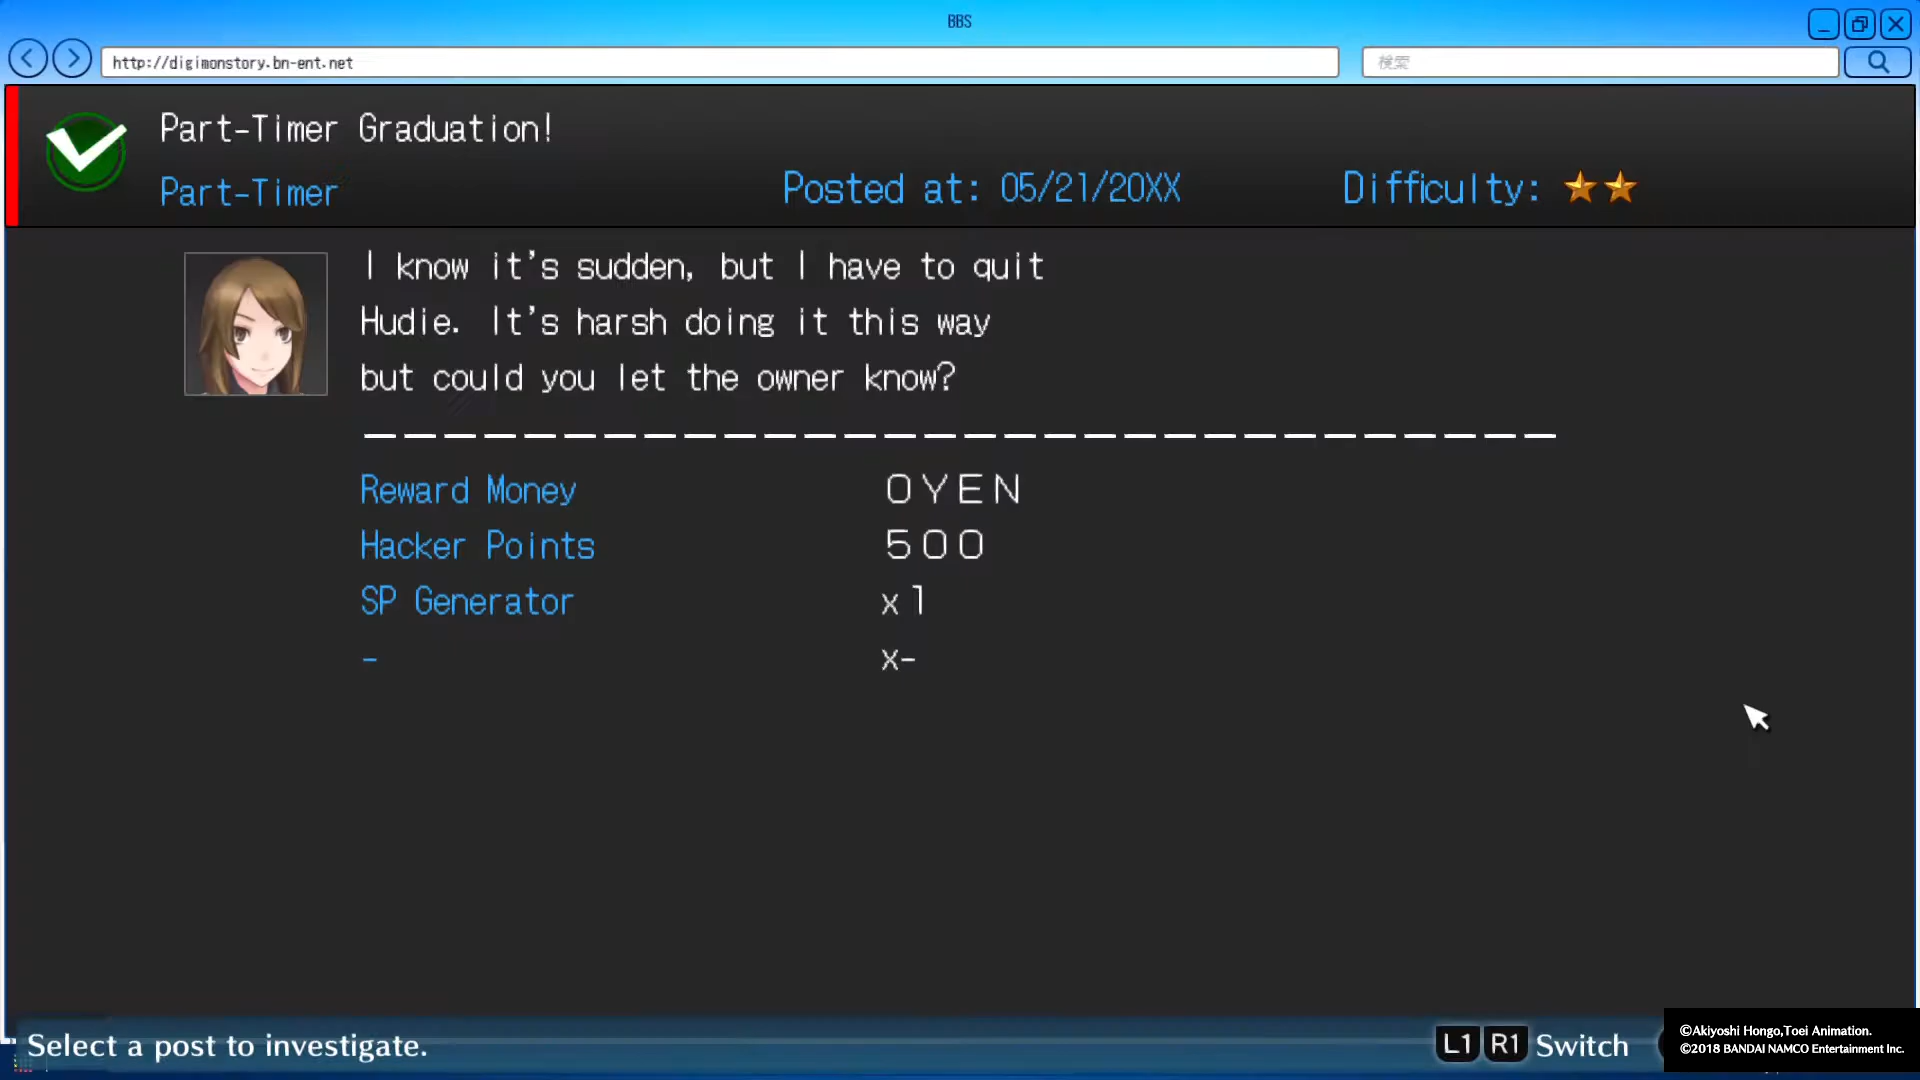 BBS
http://digimonstory.bn-ent.net
検索
Part-Timer Graduation!
Part-Timer
Posted at: 05/21/20XX
Difficulty: ★★
I know it's sudden, but I have to quit
Hudie. It's harsh doing it this way
but could you let the owner know?
Reward Money 0YEN
Hacker Points 500
SP Generator x1
- x-
Select a post to investigate.
L1 R1 Switch
©Akiyoshi Hongo,Toei Animation.
©2018 BANDAI NAMCO Entertainment Inc.